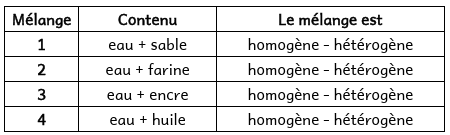 Mélange Contenu Le mélange est
1 eau + sable homogène - hétérogène
2 eau + farine homogène - hétérogène
3 eau + encre homogène - hétérogène
4 eau + huile homogène - hétérogène